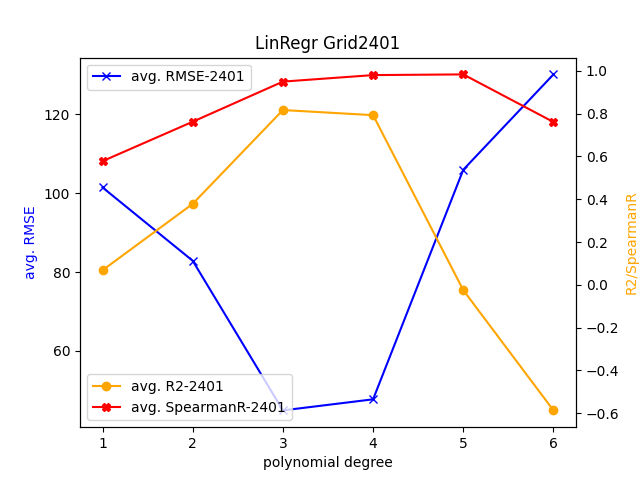 LinRegr Grid2401
avg. RMSE-2401
avg. R2-2401
avg. SpearmanR-2401
avg. RMSE
120
100
80
60
R2/SpearmanR
1.0
0.8
0.6
0.4
0.2
0.0
−0.2
−0.4
−0.6
1 2 3 4 5 6
polynomial degree